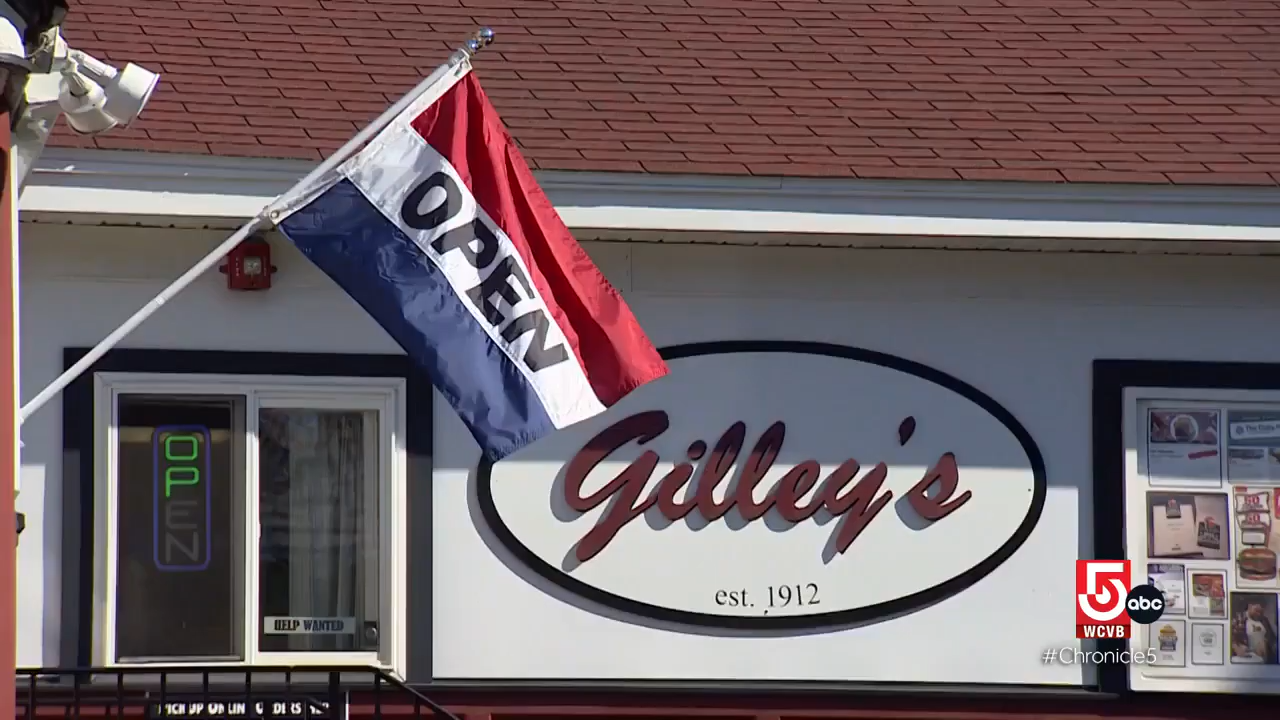 OPEN
OPEN
Gilley's
est. 1912
HELP WANTED
5
abc
WCVB
#Chronicle5